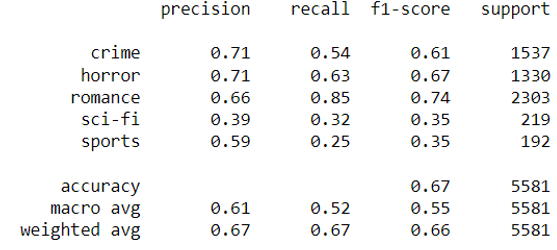 precision recall f1-score support
crime 0.71 0.54 0.61 1537
horror 0.71 0.63 0.67 1330
romance 0.66 0.85 0.74 2303
sci-fi 0.39 0.32 0.35 219
sports 0.59 0.25 0.35 192
accuracy 0.67 5581
macro avg 0.61 0.52 0.55 5581
weighted avg 0.67 0.67 0.66 5581